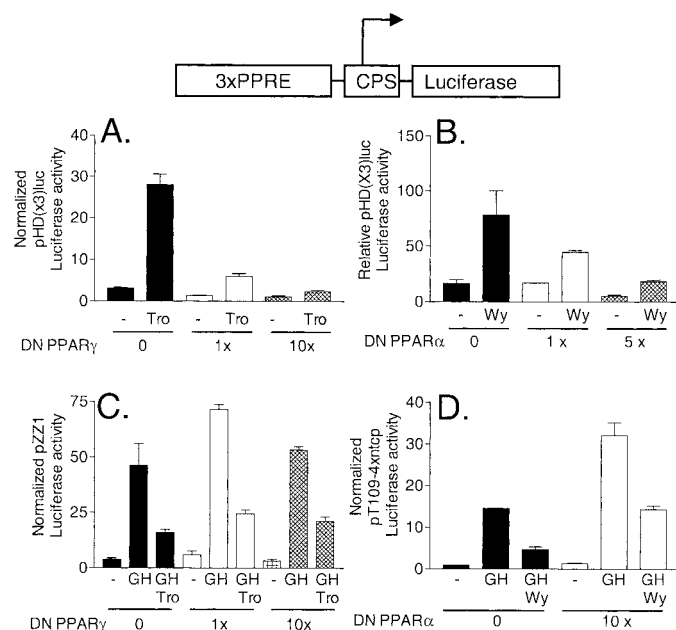 3xPPRE CPS Luciferase
A.
Normalized
pHD(x3)luc
Luciferase activity
40
30
20
10
0
- Tro - Tro - Tro
DN PPARγ 0 1x 10x
B.
Relative pHD(X3)luc
Luciferase activity
150
100
50
0
- Wy - Wy - Wy
DN PPARα 0 1 x 5 x
C.
Normalized pZZ1
Luciferase activity
75
50
25
0
- GH GH - GH GH - GH GH
Tro Tro Tro
DN PPARγ 0 1x 10x
D.
Normalized
pT109-4xntcp
Luciferase activity
40
30
20
10
0
- GH GH - GH GH
Wy Wy
DN PPARα 0 10 x